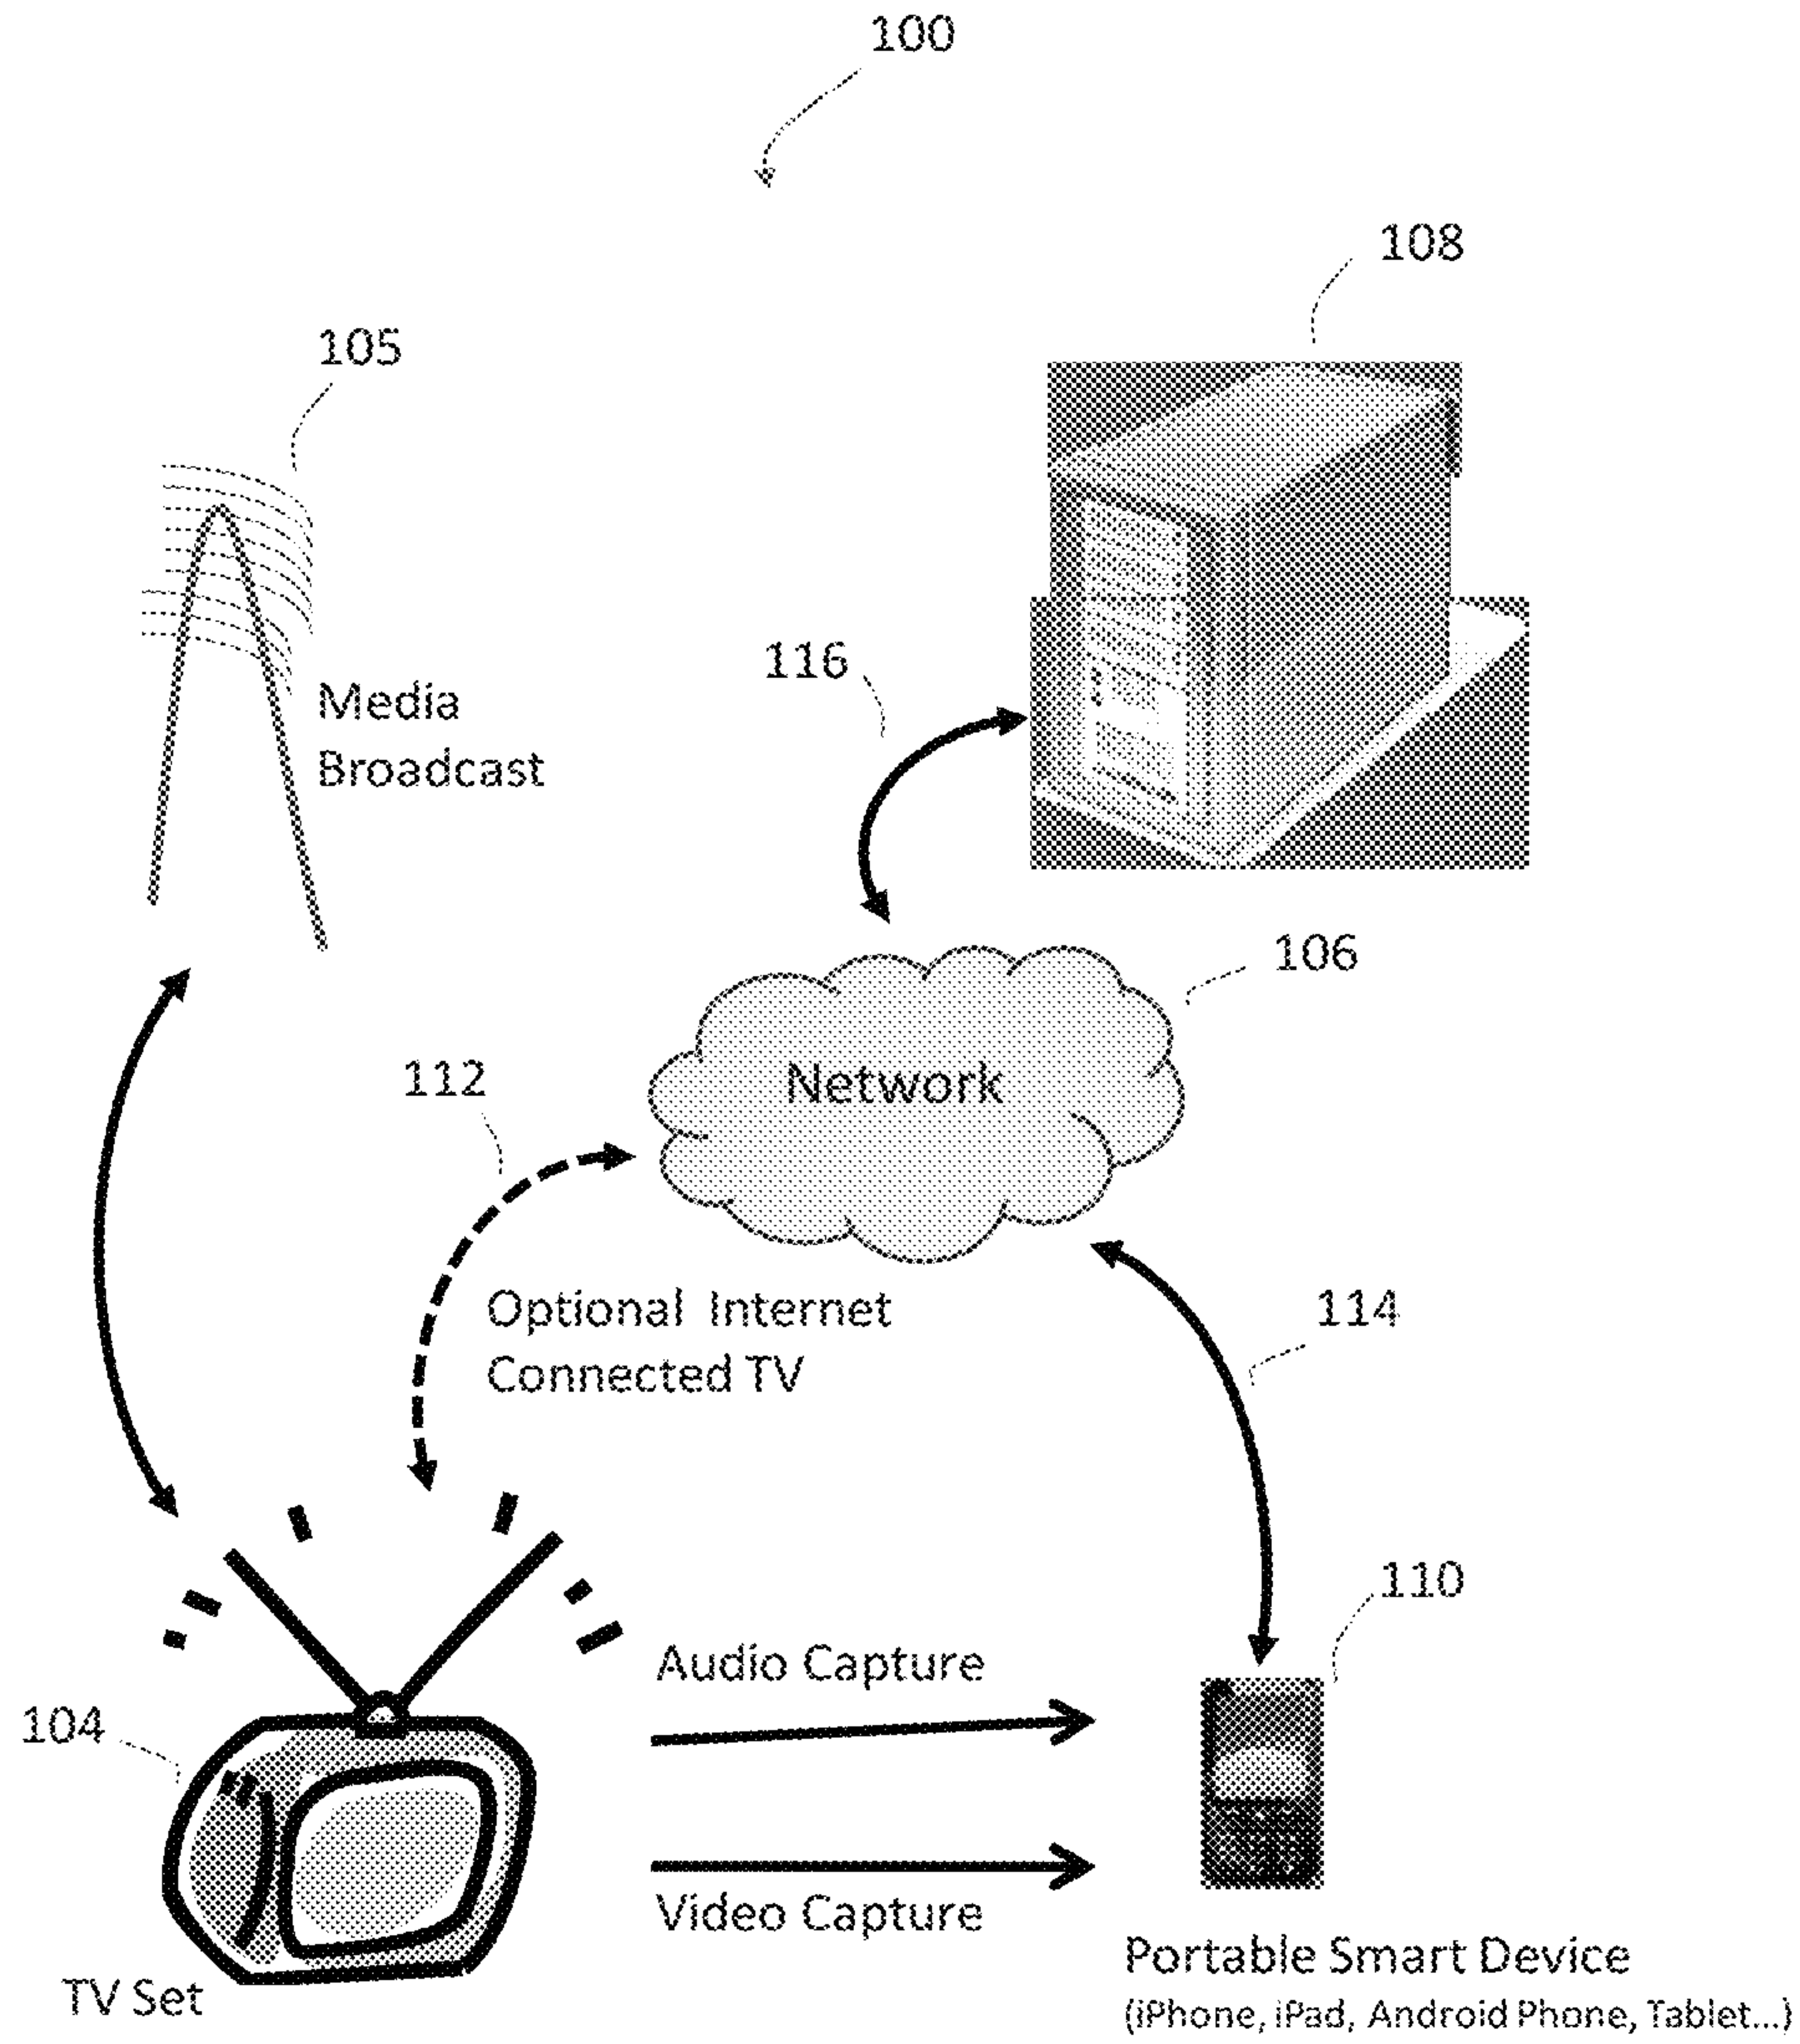 100
108
105
116
Media
Broadcast
106
112
Network
Optional Internet
Connected TV
114
110
Audio Capture
104
Video Capture
Portable Smart Device
TV Set
(iPhone, iPad, Android Phone, Tablet...)